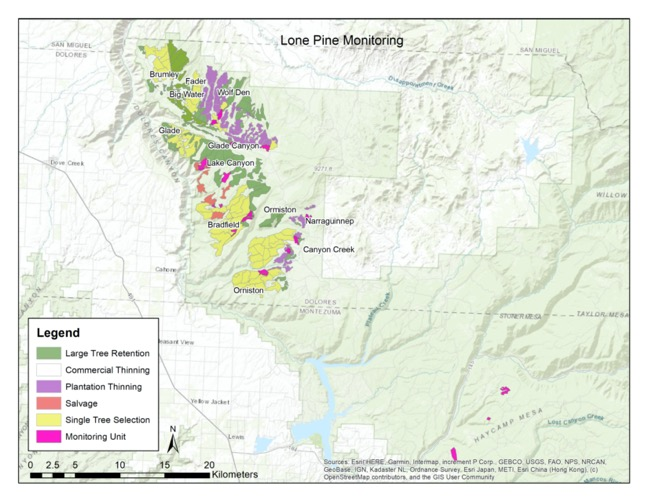 Lone Pine Monitoring
SAN MIGUEL
DOLORES
SAN MIGUEL
Disappointment Creek
Brumley
Fader
Big Water
Wolf Den
Glade
Glade Canyon
Dove Creek
Lake Canyon
WILLOW
Ormiston
Bradfield
Narraguinnep
Canyon Creek
Cahone
Ormiston
DOLORES
MONTEZUMA
STONER MESA
TAYLOR MESA
Legend
Large Tree Retention
Commercial Thinning
Plantation Thinning
Salvage
Single Tree Selection
Monitoring Unit
Pleasant View
Yellow Jacket
Lewis
HAYCAMP MESA
Lost Canyon Creek
N
0 2.5 5 10 15 20
Kilometers
Sources: Esri, HERE, Garmin, Intermap, increment P Corp., GEBCO, USGS, FAO, NPS, NRCAN,
GeoBase, IGN, Kadaster NL, Ordnance Survey, Esri Japan, METI, Esri China (Hong Kong), (c)
OpenStreetMap contributors, and the GIS User Community